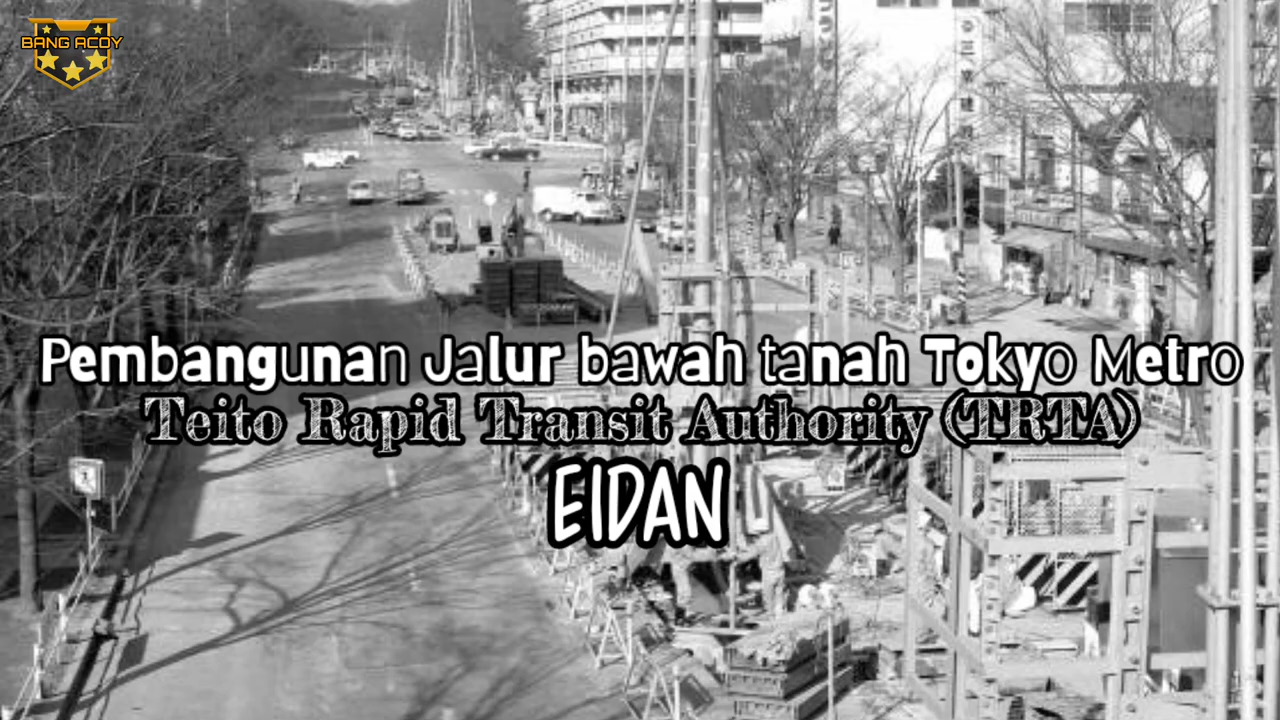 BANG ACOY
Pembangunan Jalur bawah tanah Tokyo Metro
Teito Rapid Transit Authority (TRTA)
EIDAN